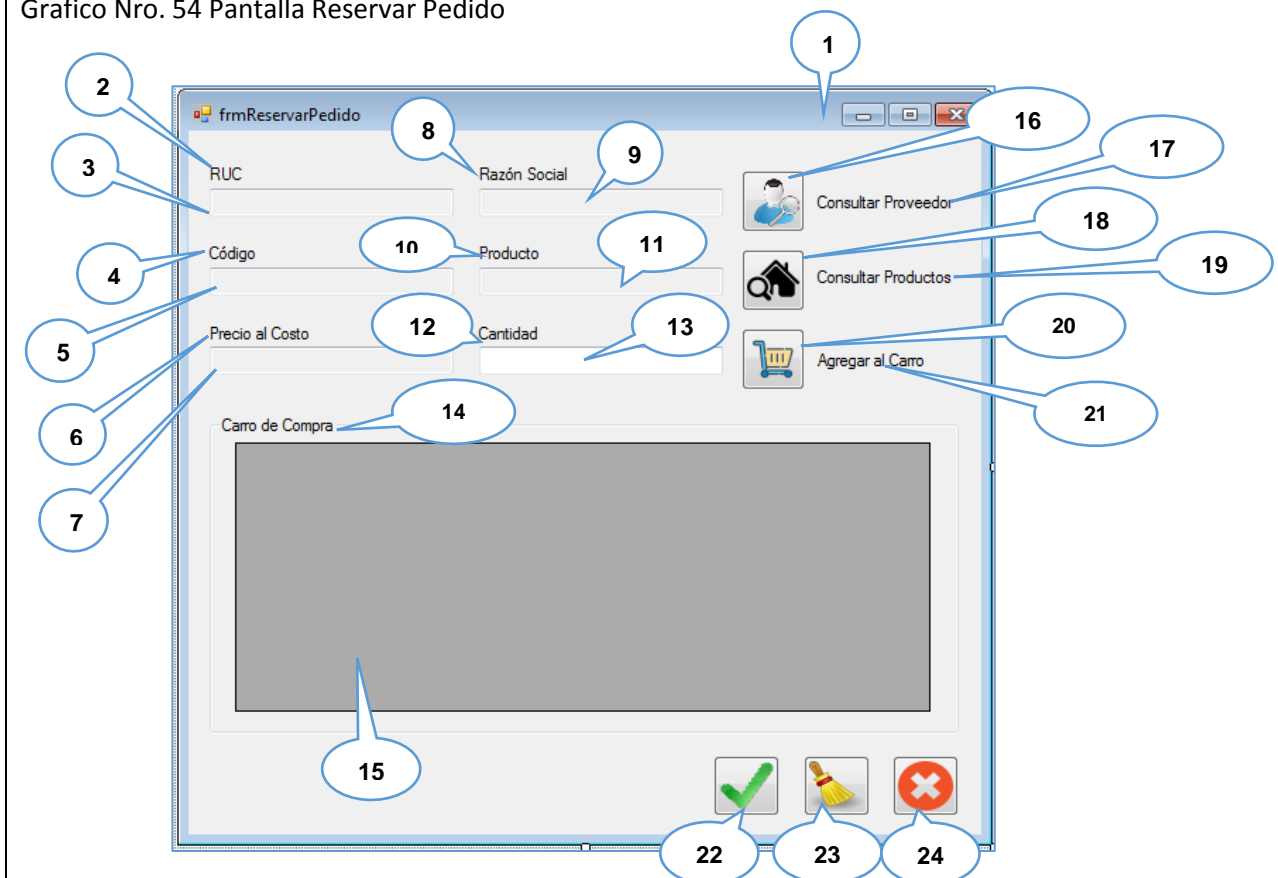 Grafico Nro. 54 Pantalla Reservar Pedido
1
2
frmReservarPedido
8
16
9
17
3
RUC
Razón Social
Consultar Proveedor
18
10
11
4
Código
Producto
19
Consultar Productos
12
13
20
5
Precio al Costo
Cantidad
Agregar al Carro
14
21
6
Carro de Compra
7
15
22
23
24